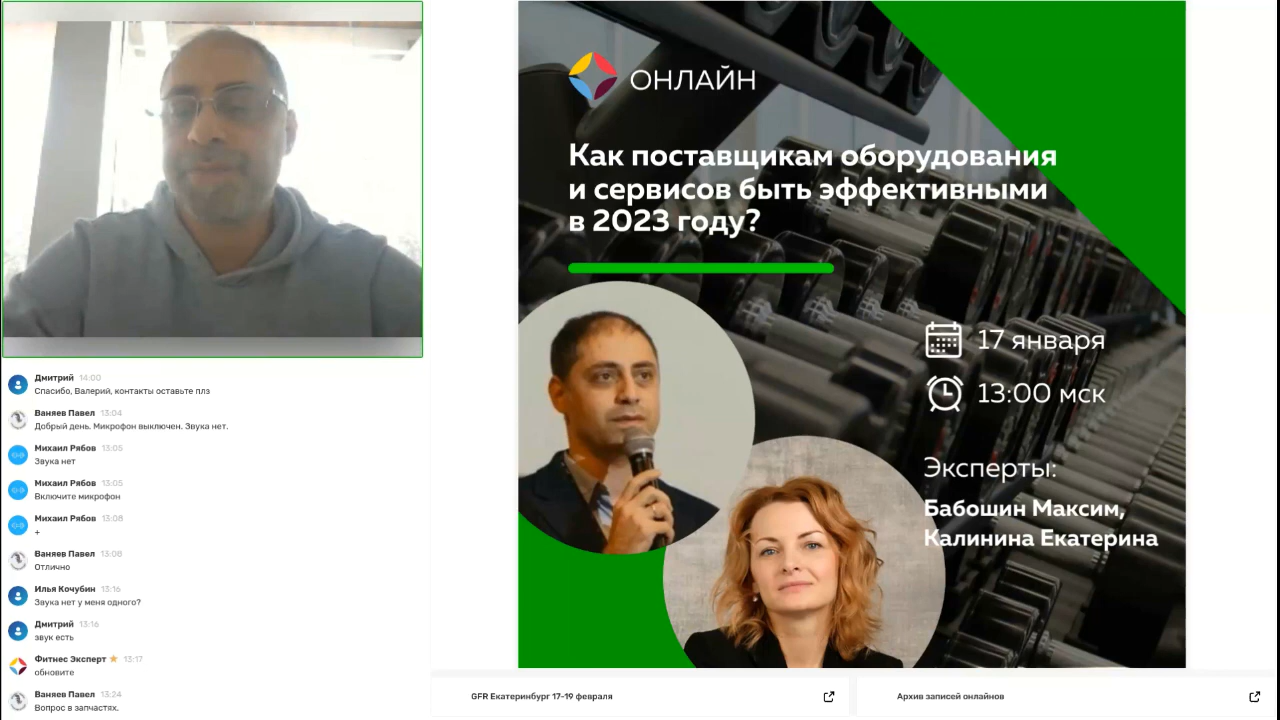 Дмитрий 14:00
Спасибо, Валерий, контакты оставьте плз
Ваняев Павел 13:04
Добрый день. Микрофон выключен. Звука нет.
Михаил Рябов 13:05
Звука нет
Михаил Рябов 13:05
Включите микрофон
Михаил Рябов 13:08
+
Ваняев Павел 13:08
Отлично
Илья Кочубин 13:16
Звука нет у меня одного?
Дмитрий 13:16
звук есть
Фитнес Эксперт 13:17
обновите
Ваняев Павел 13:24
Вопрос в запчастях.
ОНЛАЙН
Как поставщикам оборудования
и сервисов быть эффективными
в 2023 году?
17 января
13:00 мск
Эксперты:
Бабошин Максим,
Калинина Екатерина
GFR Екатеринбург 17-19 февраля
Архив записей онлайнов